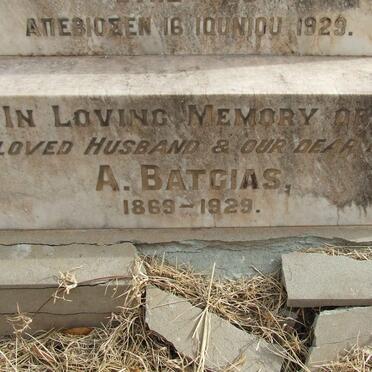 ΑΠΕΒΙΩΣΕΝ 16 ΙΟΥΝΙΟΥ 1929.
IN LOVING MEMORY OF
LOVED HUSBAND & OUR DEAR
A. BATGIAS,
1869-1929.